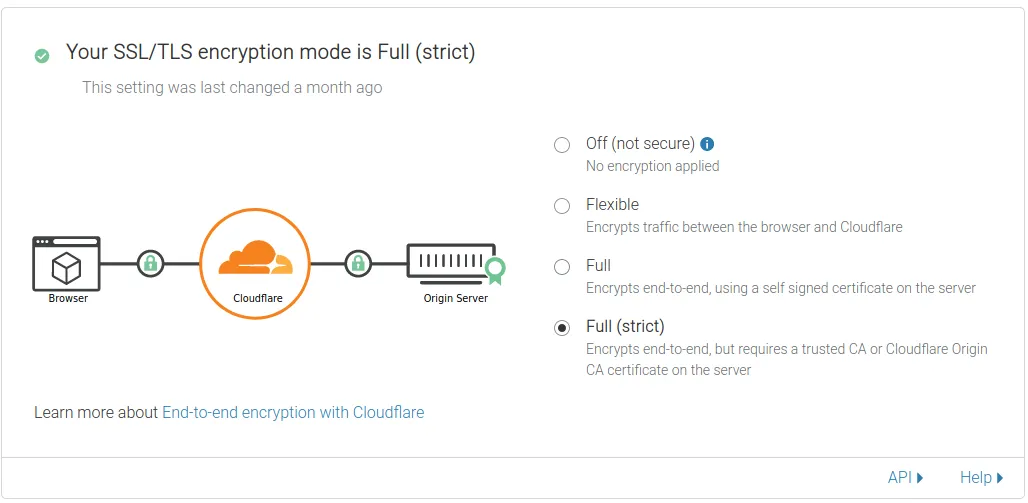 Your SSL/TLS encryption mode is Full (strict)
This setting was last changed a month ago
Browser
Cloudflare
Origin Server
Off (not secure)
No encryption applied
Flexible
Encrypts traffic between the browser and Cloudflare
Full
Encrypts end-to-end, using a self signed certificate on the server
Full (strict)
Encrypts end-to-end, but requires a trusted CA or Cloudflare Origin
CA certificate on the server
Learn more about End-to-end encryption with Cloudflare
API
Help